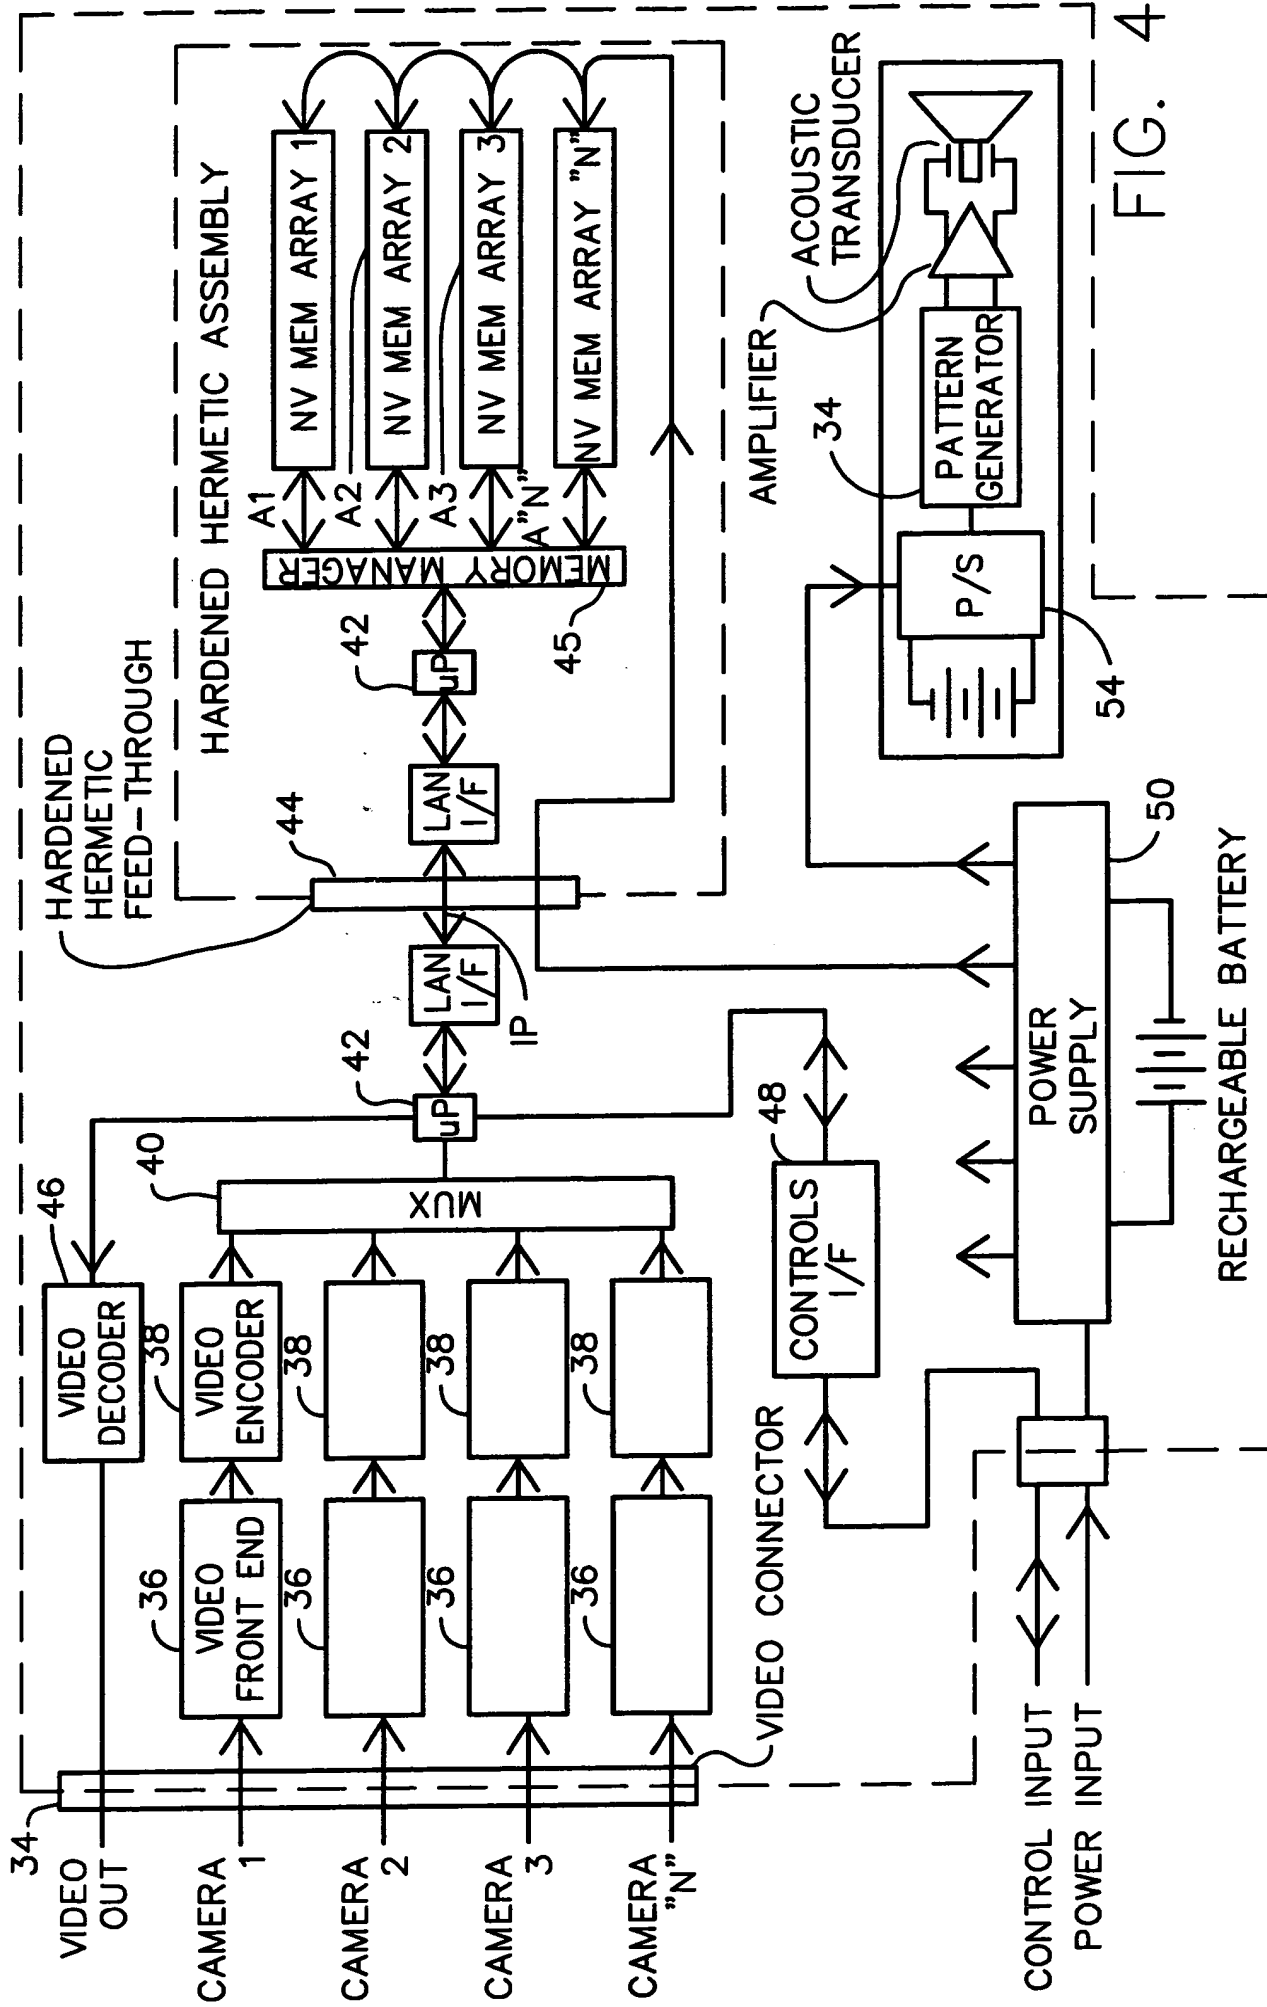 34
VIDEO
OUT
CAMERA
1
CAMERA
2
CAMERA
3
CAMERA
"N"
VIDEO CONNECTOR
CONTROL INPUT
POWER INPUT
36
VIDEO
FRONT END
36
36
36
46
VIDEO
DECODER
38
VIDEO
ENCODER
38
38
38
40
MUX
42
uP
LAN
I/F
IP
HARDENED
HERMETIC
FEED-THROUGH
44
LAN
I/F
42
uP
45
MEMORY MANAGER
HARDENED HERMETIC ASSEMBLY
A1
NV MEM ARRAY 1
A2
NV MEM ARRAY 2
A3
NV MEM ARRAY 3
A"N"
NV MEM ARRAY "N"
48
CONTROLS
I/F
POWER
SUPPLY
50
RECHARGEABLE BATTERY
54
P/S
34
PATTERN
GENERATOR
AMPLIFIER
ACOUSTIC
TRANSDUCER
FIG. 4